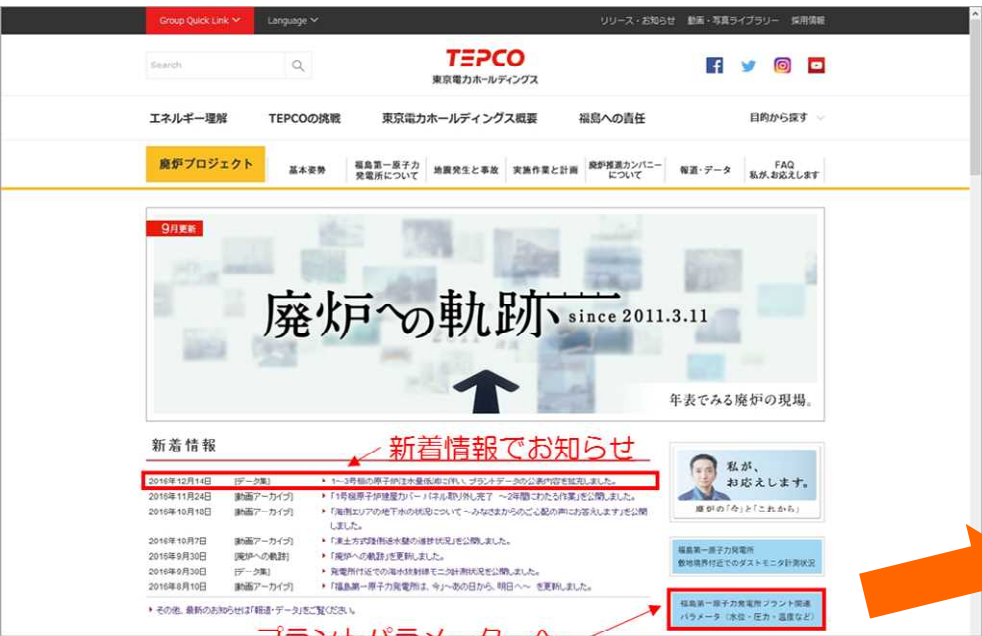 Group Quick Link
Language
リリース・お知らせ 動画・写真ライブラリー 採用情報
Search
TEPCO
東京電力ホールディングス
エネルギー理解 TEPCOの挑戦 東京電力ホールディングス概要 福島への責任 目的から探す
廃炉プロジェクト
基本姿勢
福島第一原子力
発電所について
地震発生と事故
実施作業と計画
廃炉推進カンパニー
について
報道・データ
FAQ
私が、お応えします
9月更新
廃炉への軌跡 since 2011.3.11
年表でみる廃炉の現場。
新着情報
新着情報でお知らせ
2016年12月14日 [データ集] 1~3号機の原子炉注水量低減に伴い、プラントデータの公表内容を拡充しました。
2016年11月24日 [動画アーカイブ] 「1号機原子炉建屋カバー パネル取り外し完了 ~2年間にわたる作業」を公開しました。
2016年10月18日 [動画アーカイブ] 「海側エリアの地下水の状況について~みなさまからのご心配の声にお答えします」を公開
しました。
2016年10月7日 [動画アーカイブ] 「凍土方式陸側遮水壁の進捗状況」を公開しました。
2016年9月30日 [廃炉への軌跡] 「廃炉への軌跡」を更新しました。
2016年9月30日 [データ集] 発電所付近での海水放射線モニタ計測状況を公開しました。
2016年8月10日 [動画アーカイブ] 「福島第一原子力発電所は、今」~あの日から、明日へ~ を更新しました。
その他、最新のお知らせは「報道・データ」をご覧ください。
私が、
お応えします。
廃炉の「今」と「これから」
福島第一原子力発電所
敷地境界付近でのダストモニタ計測状況
福島第一原子力発電所プラント関連
パラメータ（水位・圧力・温度など）
プラントパラメーターへ